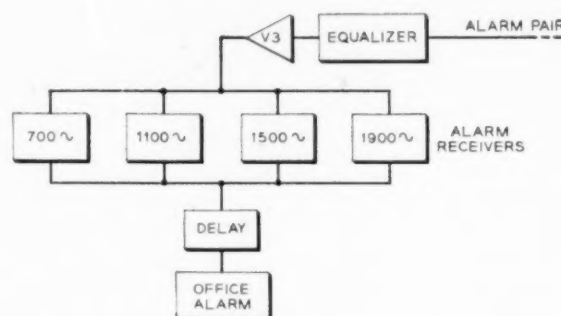 ALARM PAIR
V3
EQUALIZER
700~
1100~
1500~
1900~
ALARM
RECEIVERS
DELAY
OFFICE
ALARM